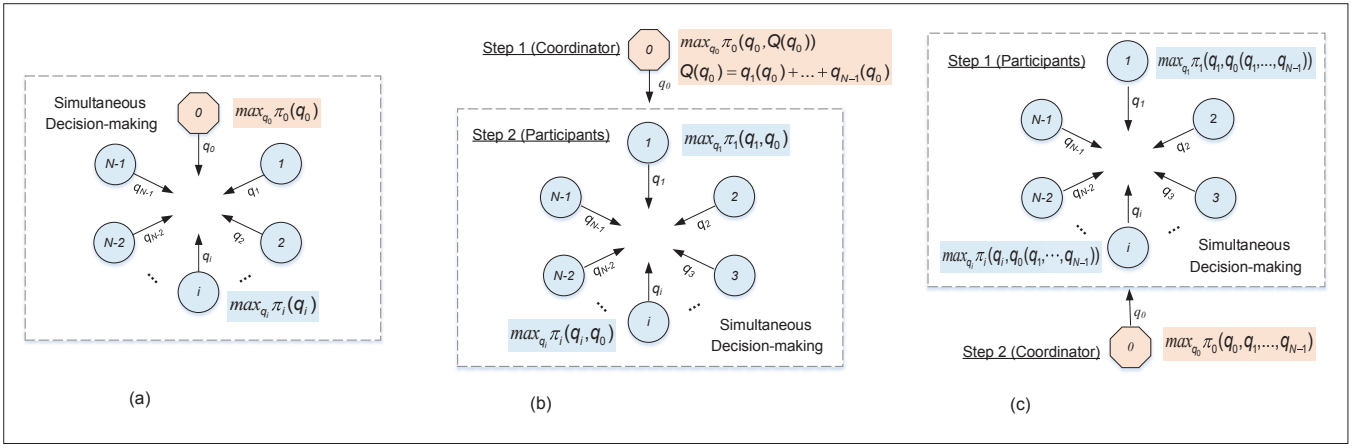 Simultaneous
Decision-making
0
max_{q_0} π_0(q_0)
q_0
N-1
q_{N-1}
1
q_1
N-2
q_{N-2}
2
q_2
q_i
...
...
i
max_{q_i} π_i(q_i)
(a)
Step 1 (Coordinator)
0
max_{q_0} π_0(q_0, Q(q_0))
Q(q_0) = q_1(q_0) + ... + q_{N-1}(q_0)
q_0
Step 2 (Participants)
1
max_{q_1} π_1(q_1, q_0)
q_1
N-1
q_{N-1}
2
q_2
N-2
q_{N-2}
3
q_3
q_i
...
...
i
max_{q_i} π_i(q_i, q_0)
Simultaneous
Decision-making
(b)
Step 1 (Participants)
1
max_{q_1} π_1(q_1, q_0(q_1,...,q_{N-1}))
q_1
N-1
q_{N-1}
2
q_2
N-2
q_{N-2}
3
q_3
q_i
...
...
i
max_{q_i} π_i(q_i, q_0(q_1,⋯,q_{N-1}))
Simultaneous
Decision-making
q_0
Step 2 (Coordinator)
0
max_{q_0} π_0(q_0, q_1,...,q_{N-1})
(c)